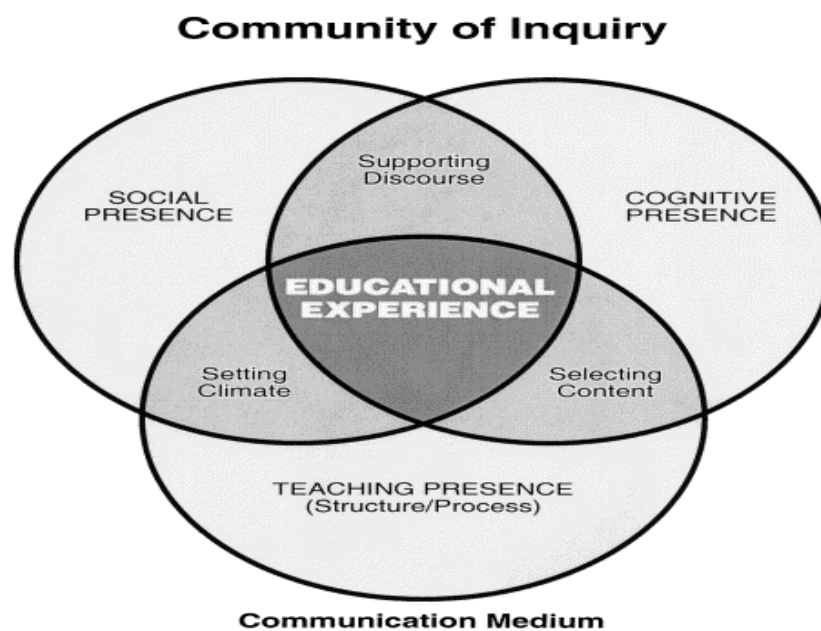 Community of Inquiry
Supporting
Discourse
SOCIAL
PRESENCE
COGNITIVE
PRESENCE
EDUCATIONAL
EXPERIENCE
Setting
Climate
Selecting
Content
TEACHING PRESENCE
(Structure/Process)
Communication Medium